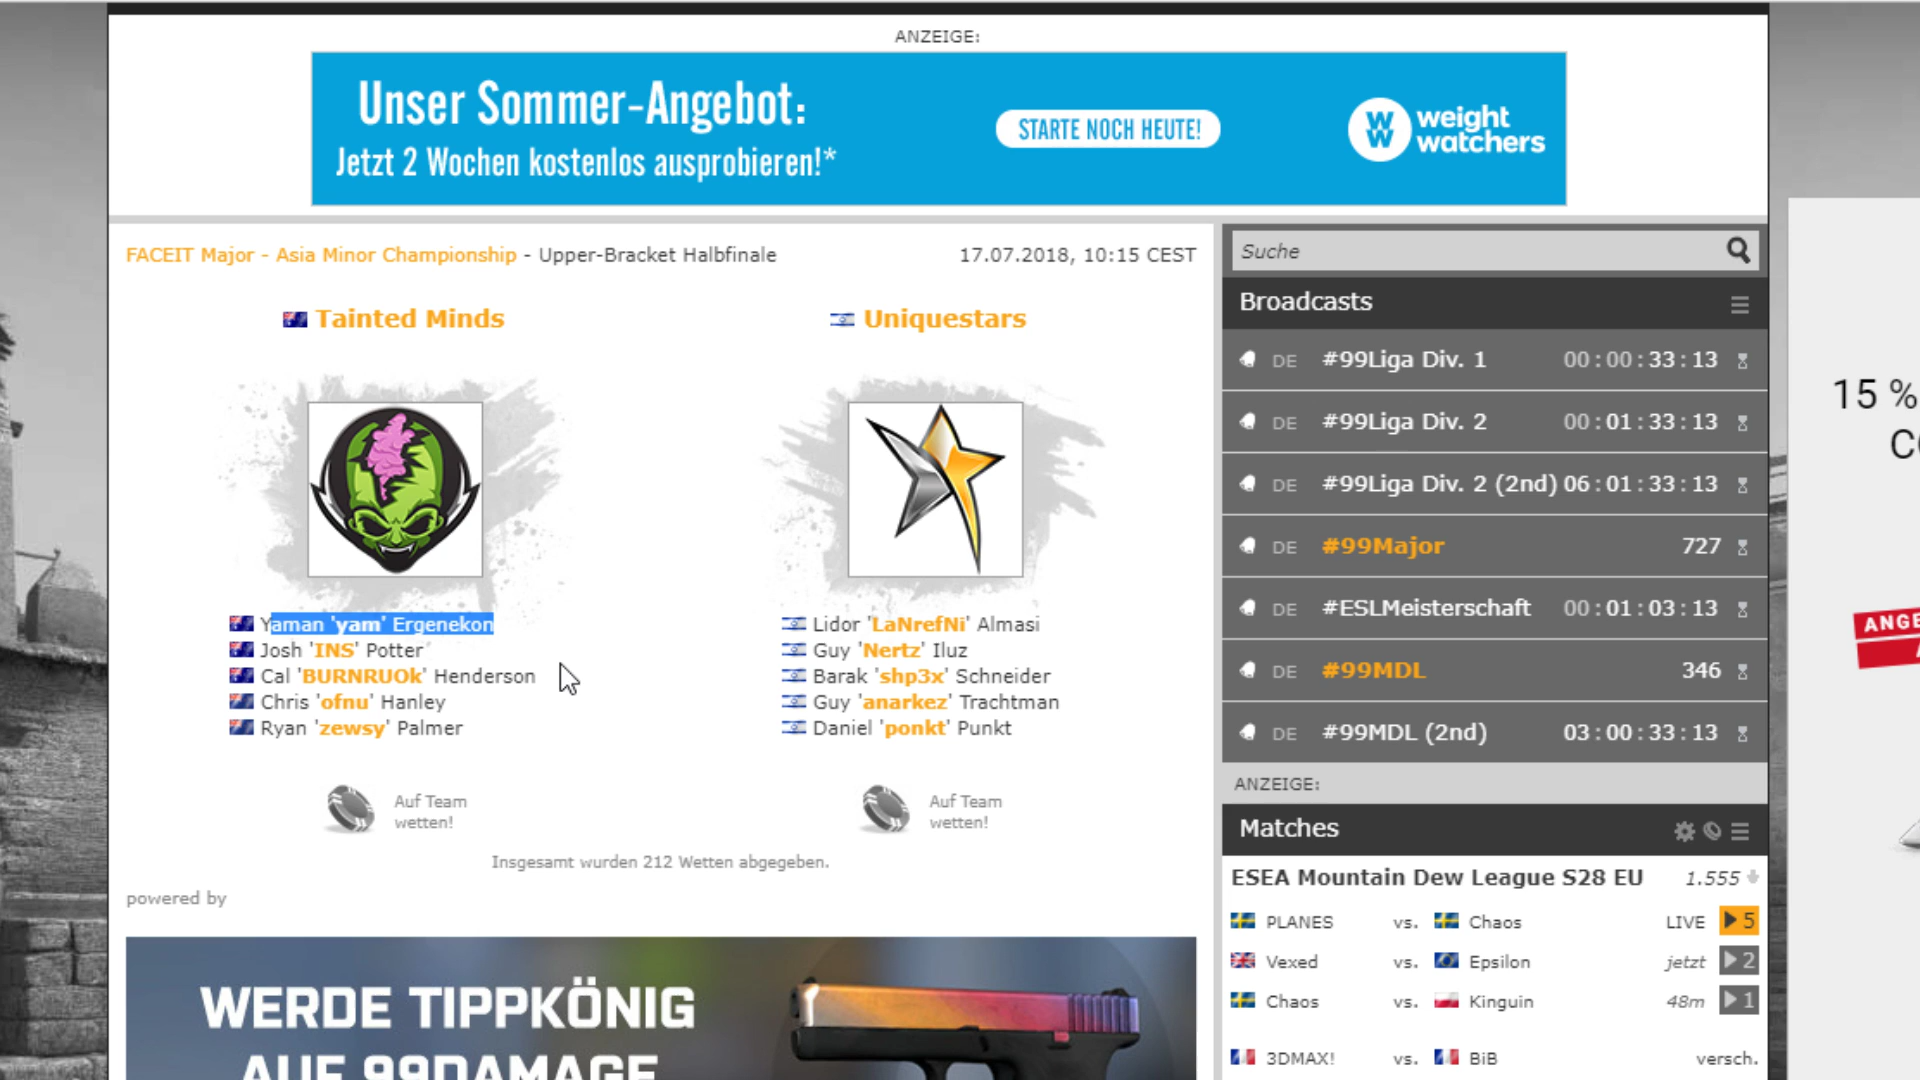 ANZEIGE:
Unser Sommer-Angebot:
Jetzt 2 Wochen kostenlos ausprobieren!*
STARTE NOCH HEUTE!
W
W
weight
watchers
FACEIT Major - Asia Minor Championship - Upper-Bracket Halbfinale
17.07.2018, 10:15 CEST
Tainted Minds
Uniquestars
Yaman 'yam' Ergenekon
Josh 'INS' Potter
Cal 'BURNRUOk' Henderson
Chris 'ofnu' Hanley
Ryan 'zewsy' Palmer
Lidor 'LaNrefNi' Almasi
Guy 'Nertz' Iluz
Barak 'shp3x' Schneider
Guy 'anarkez' Trachtman
Daniel 'ponkt' Punkt
Auf Team
wetten!
Auf Team
wetten!
Insgesamt wurden 212 Wetten abgegeben.
powered by
WERDE TIPPKÖNIG
AUF 99DAMAGE
Suche
Broadcasts
DE #99Liga Div. 1 00:00:33:13
DE #99Liga Div. 2 00:01:33:13
DE #99Liga Div. 2 (2nd) 06:01:33:13
DE #99Major 727
DE #ESLMeisterschaft 00:01:03:13
DE #99MDL 346
DE #99MDL (2nd) 03:00:33:13
ANZEIGE:
Matches
ESEA Mountain Dew League S28 EU 1.555
PLANES vs. Chaos LIVE 5
Vexed vs. Epsilon jetzt 2
Chaos vs. Kinguin 48m 1
3DMAX! vs. BiB versch.
15 %